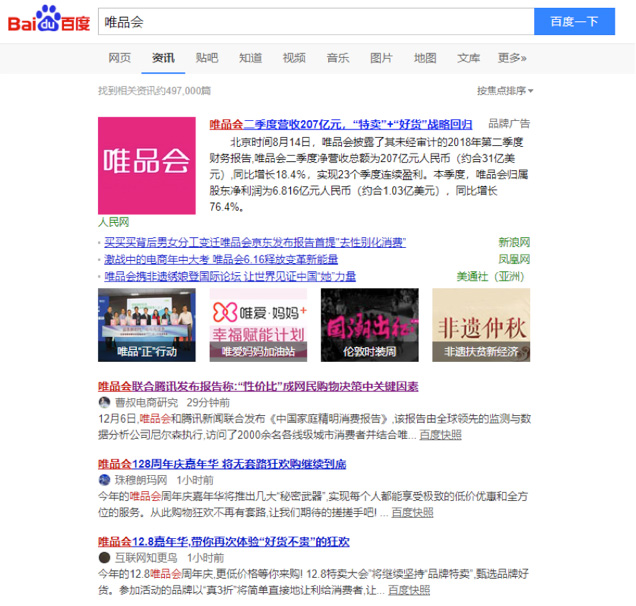 Bai du 百度 唯品会 百度一下
网页 资讯 贴吧 知道 视频 音乐 图片 地图 文库 更多»
找到相关资讯约497,000篇 按焦点排序
唯品会 唯品会二季度营收207亿元，“特卖”+“好货”战略回归 品牌广告
北京时间8月14日，唯品会披露了其未经审计的2018年第二季度
财务报告,唯品会二季度净营收总额为207亿元人民币（约合31亿美
元）,同比增长18.4%，实现23个季度连续盈利。本季度，唯品会归属
股东净利润为6.816亿元人民币（约合1.03亿美元），同比增长
76.4%。
人民网
买买买背后男女分工变迁唯品会京东发布报告首提"去性别化消费" 新浪网
激战中的电商年中大考 唯品会6.16释放变革新能量 凤凰网
唯品会携非遗绣娘登国际论坛 让世界见证中国"她"力量 美通社（亚洲）
唯爱·妈妈+ 国潮出征 非遗仲秋
幸福赋能计划
唯品“正”行动 唯爱妈妈加油站 伦敦时装周 非遗扶贫新经济
唯品会联合腾讯发布报告称:“性价比”成网民购物决策中关键因素
曹叔电商研究 29分钟前
12月6日,唯品会和腾讯新闻联合发布《中国家庭精明消费报告》,该报告由全球领先的监测与数
据分析公司尼尔森执行,访问了2000余名各线级城市消费者并结合唯... 百度快照
唯品会128周年庆嘉年华 将无套路狂欢购继续到底
珠穆朗玛网 1小时前
今年的唯品会周年庆嘉年华将推出几大“秘密武器”,实现每个人都能享受极致的低价优惠和全方
位的服务。从此购物狂欢不再有套路,让我们期待的搓搓手吧! ... 百度快照
唯品会12.8嘉年华,带你再次体验“好货不贵”的狂欢
互联网知更鸟 1小时前
今年的12.8唯品会周年庆,更低价格等你来购! 12.8特卖大会"将继续坚持“品牌特卖”,甄选品牌好
货。参加活动的品牌以“真3折”将简单直接地让利给消费者,让... 百度快照